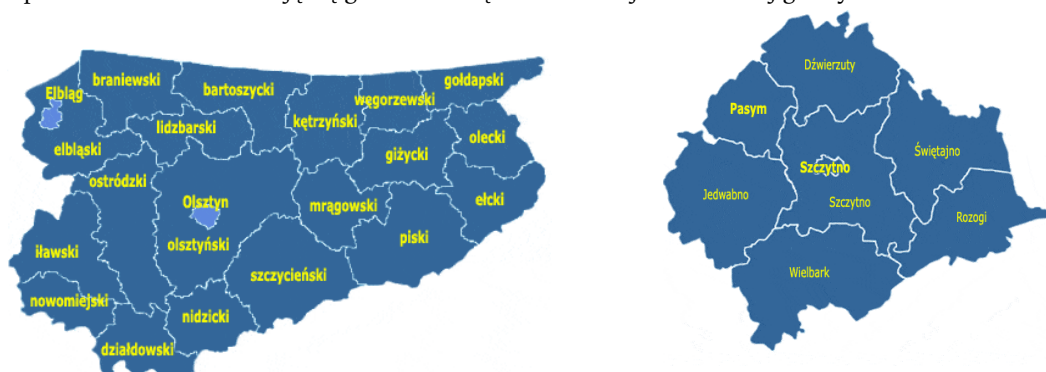 gołdapski
braniewski
bartoszycki
Elbląg
węgorzewski
kętrzyński
lidzbarski
olecki
elbląski
giżycki
ostródzki
Olsztyn
mrągowski
ełcki
olsztyński
piski
iławski
szczycieński
nowomiejski
nidzicki
działdowski
Dźwierzuty
Pasym
Świętajno
Szczytno
Jedwabno
Szczytno
Rozogi
Wielbark